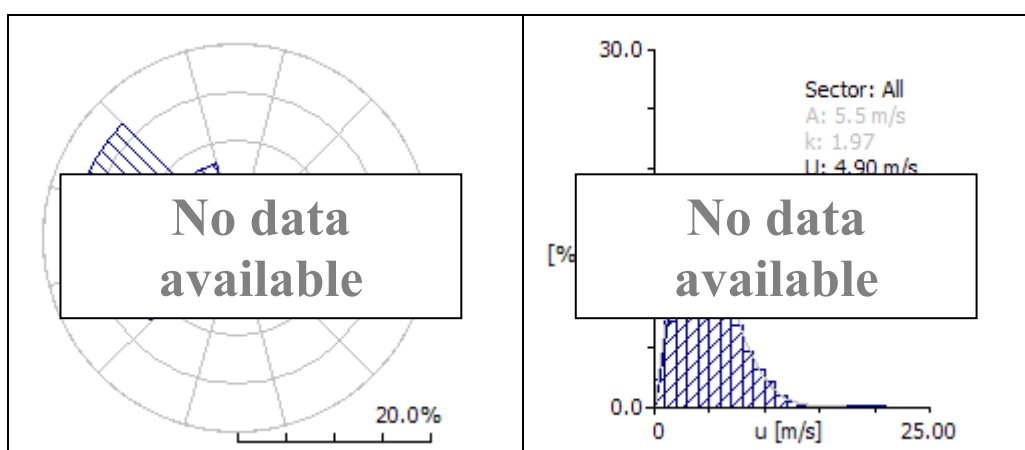 No data
available
20.0%
30.0
Sector: All
A: 5.5 m/s
k: 1.97
U: 4.90 m/s
No data
available
[%
0.0
0
u [m/s]
25.00